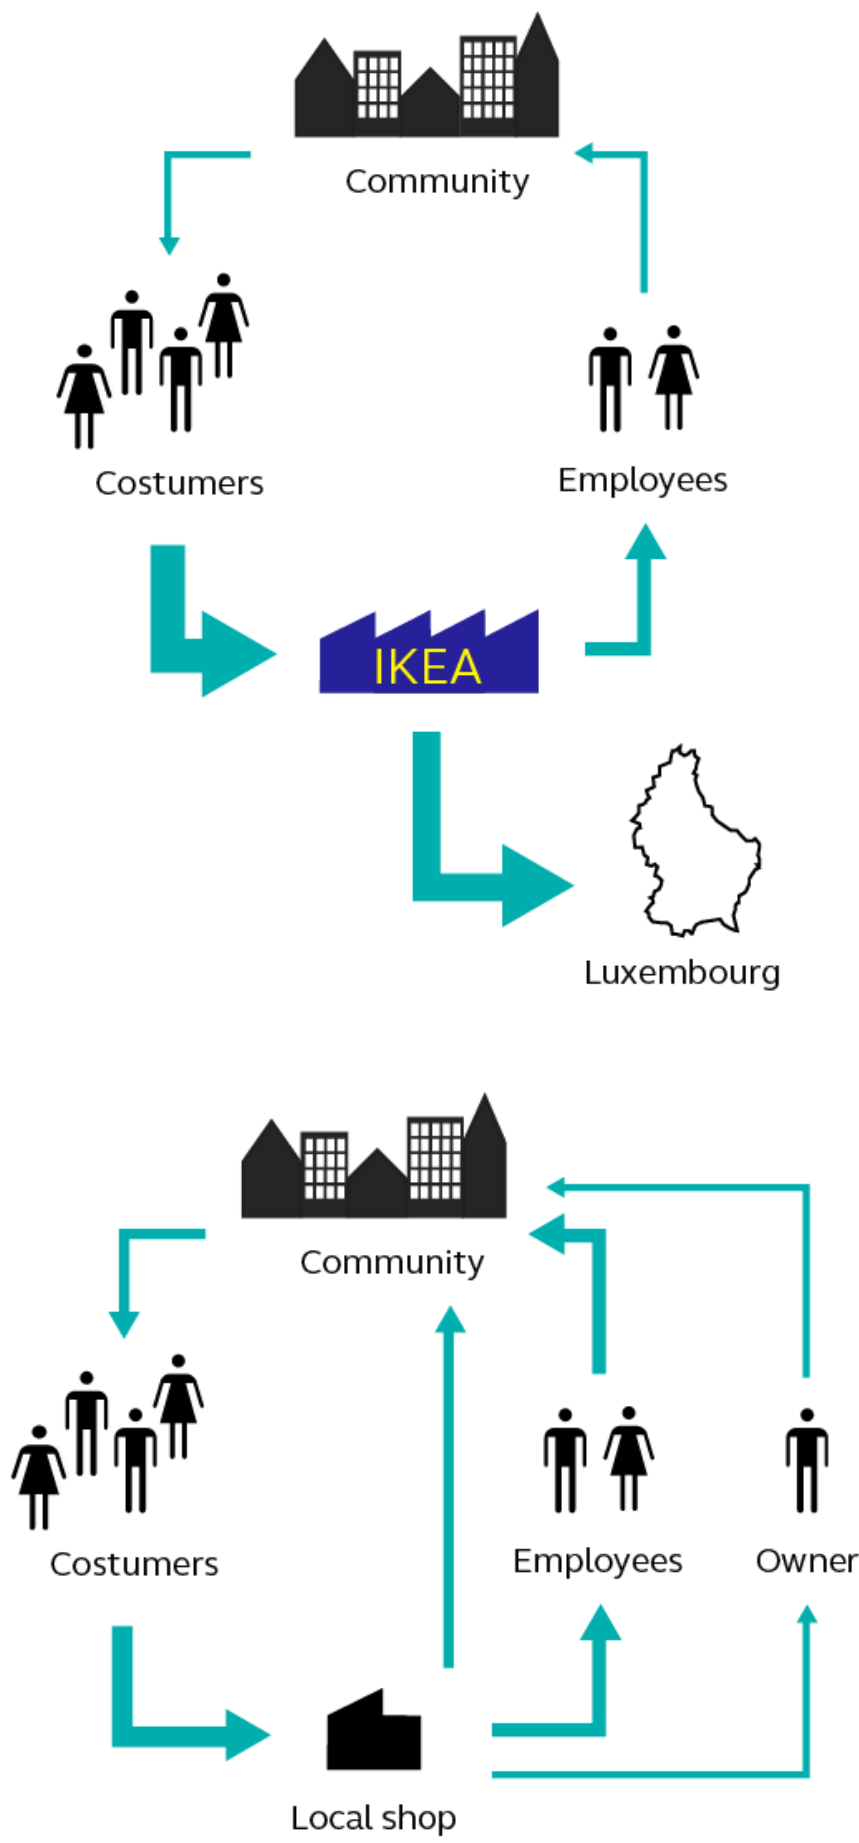 Community
Costumers
Employees
IKEA
Luxembourg
Community
Costumers
Employees
Owner
Local shop